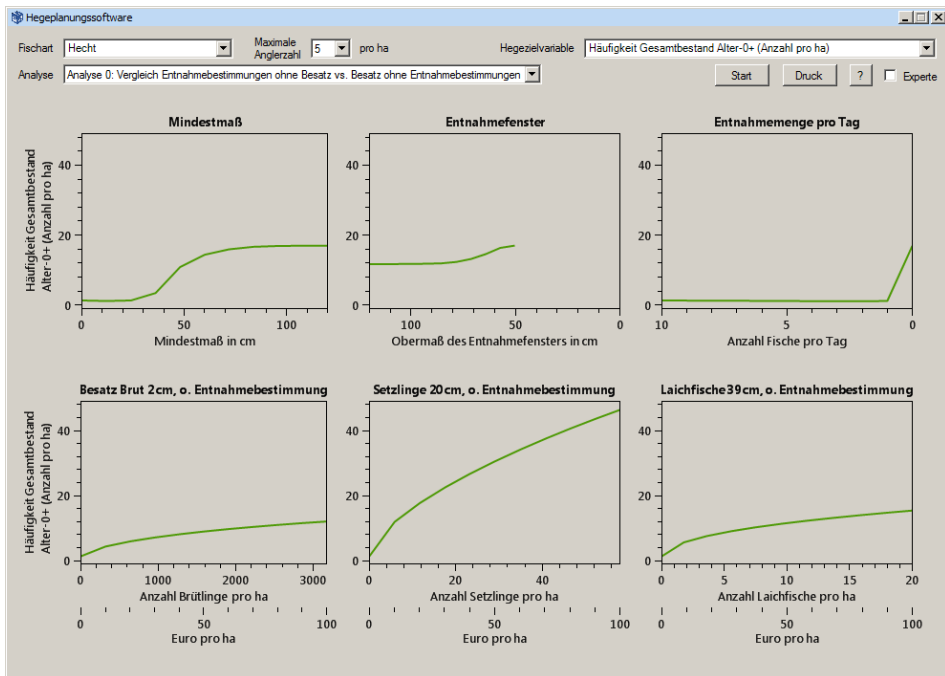 Hegeplanungssoftware
Fischart Hecht Maximale Anglerzahl 5 pro ha Hegezielvariable Häufigkeit Gesamtbestand Alter-0+ (Anzahl pro ha)
Analyse Analyse 0: Vergleich Entnahmebestimmungen ohne Besatz vs. Besatz ohne Entnahmebestimmungen Start Druck ? Experte
Mindestmaß
Häufigkeit Gesamtbestand
Alter-0+ (Anzahl pro ha)
40
20
0
0 50 100
Mindestmaß in cm
Entnahmefenster
40
20
0
100 50 0
Obermaß des Entnahmefensters in cm
Entnahmemenge pro Tag
40
20
0
10 5 0
Anzahl Fische pro Tag
Besatz Brut 2cm, o. Entnahmebestimmung
Häufigkeit Gesamtbestand
Alter-0+ (Anzahl pro ha)
40
20
0
0 1000 2000 3000
Anzahl Brütlinge pro ha
0 50 100
Euro pro ha
Setzlinge 20cm, o. Entnahmebestimmung
40
20
0
0 20 40
Anzahl Setzlinge pro ha
0 50 100
Euro pro ha
Laichfische 39cm, o. Entnahmebestimmung
40
20
0
0 5 10 15 20
Anzahl Laichfische pro ha
0 50 100
Euro pro ha